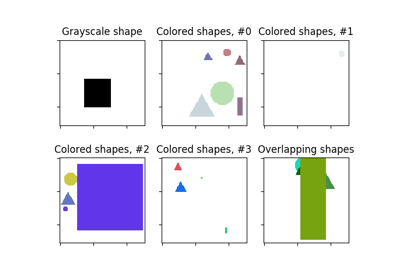 Grayscale shape
Colored shapes, #0
Colored shapes, #1
Colored shapes, #2
Colored shapes, #3
Overlapping shapes